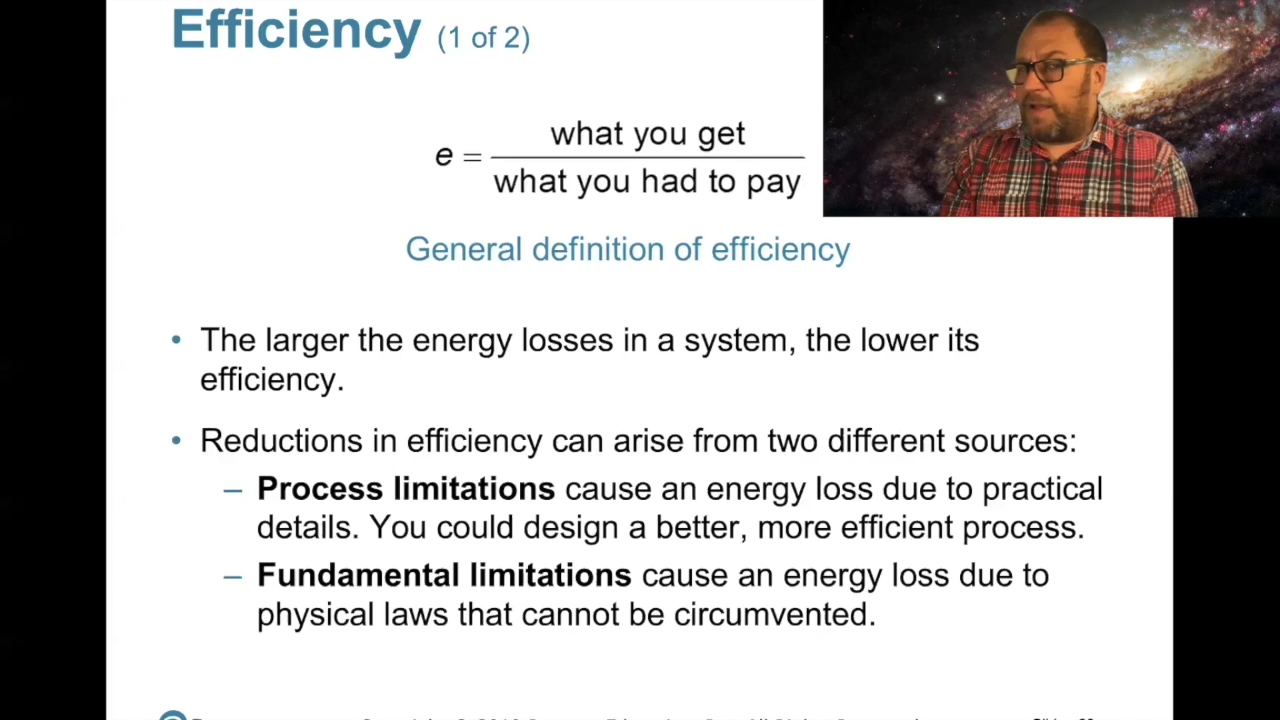 Efficiency (1 of 2)
e = what you get
what you had to pay
General definition of efficiency
• The larger the energy losses in a system, the lower its
efficiency.
• Reductions in efficiency can arise from two different sources:
– Process limitations cause an energy loss due to practical
details. You could design a better, more efficient process.
– Fundamental limitations cause an energy loss due to
physical laws that cannot be circumvented.